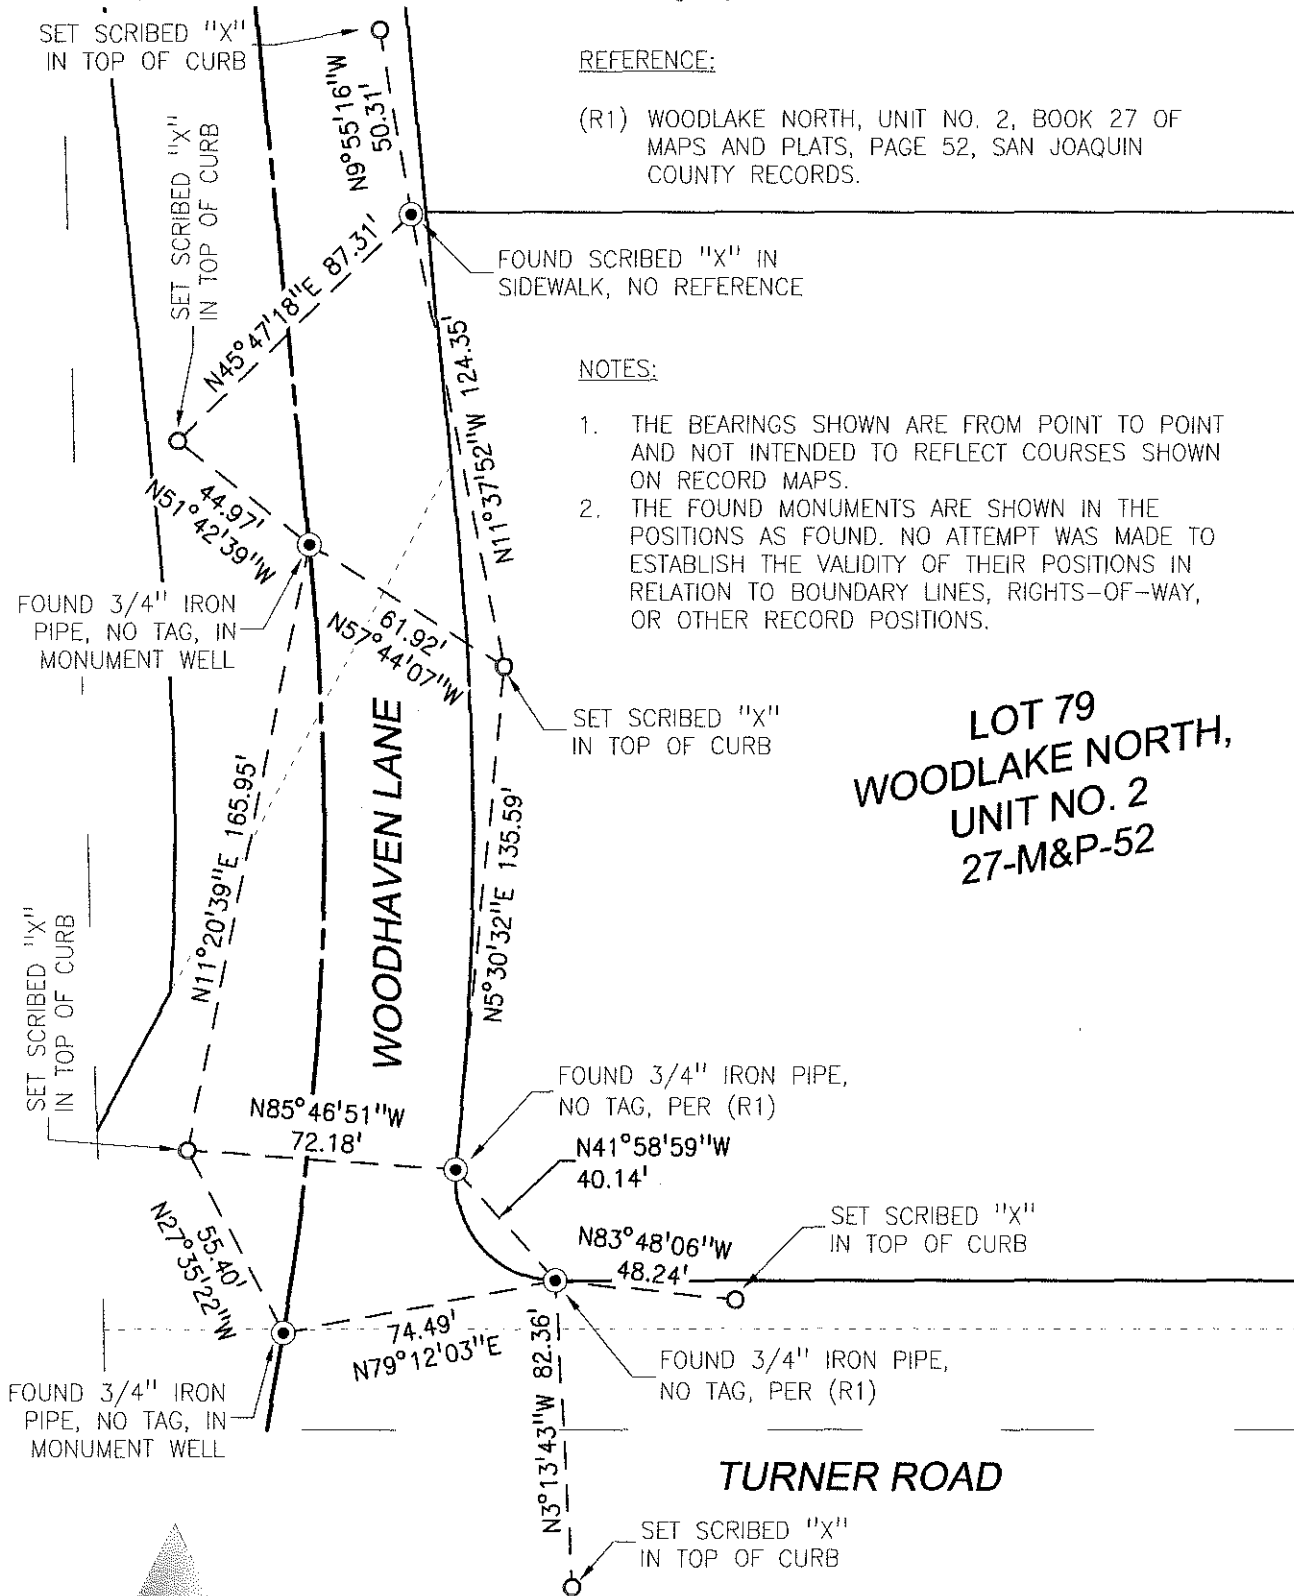 SET SCRIBED "X"
IN TOP OF CURB
N9°55'16"W
50.31'
REFERENCE:
(R1) WOODLAKE NORTH, UNIT NO. 2, BOOK 27 OF
MAPS AND PLATS, PAGE 52, SAN JOAQUIN
COUNTY RECORDS.
SET SCRIBED "X"
IN TOP OF CURB
N45°47'18"E 87.31'
FOUND SCRIBED "X" IN
SIDEWALK, NO REFERENCE
N11°37'52"W 124.35'
NOTES:
1. THE BEARINGS SHOWN ARE FROM POINT TO POINT
AND NOT INTENDED TO REFLECT COURSES SHOWN
ON RECORD MAPS.
2. THE FOUND MONUMENTS ARE SHOWN IN THE
POSITIONS AS FOUND. NO ATTEMPT WAS MADE TO
ESTABLISH THE VALIDITY OF THEIR POSITIONS IN
RELATION TO BOUNDARY LINES, RIGHTS-OF-WAY,
OR OTHER RECORD POSITIONS.
44.97'
N51°42'39"W
FOUND 3/4" IRON
PIPE, NO TAG, IN
MONUMENT WELL
61.92'
N57°44'07"W
SET SCRIBED "X"
IN TOP OF CURB
LOT 79
WOODLAKE NORTH,
UNIT NO. 2
27-M&P-52
N11°20'39"E 165.95'
WOODHAVEN LANE
N5°30'32"E 135.59'
SET SCRIBED "X"
IN TOP OF CURB
N85°46'51"W
72.18'
FOUND 3/4" IRON PIPE,
NO TAG, PER (R1)
N41°58'59"W
40.14'
55.40'
N27°35'22"W
N83°48'06"W
48.24'
SET SCRIBED "X"
IN TOP OF CURB
74.49'
N79°12'03"E
FOUND 3/4" IRON PIPE,
NO TAG, PER (R1)
FOUND 3/4" IRON
PIPE, NO TAG, IN
MONUMENT WELL
N3°13'43"W 82.36'
TURNER ROAD
SET SCRIBED "X"
IN TOP OF CURB